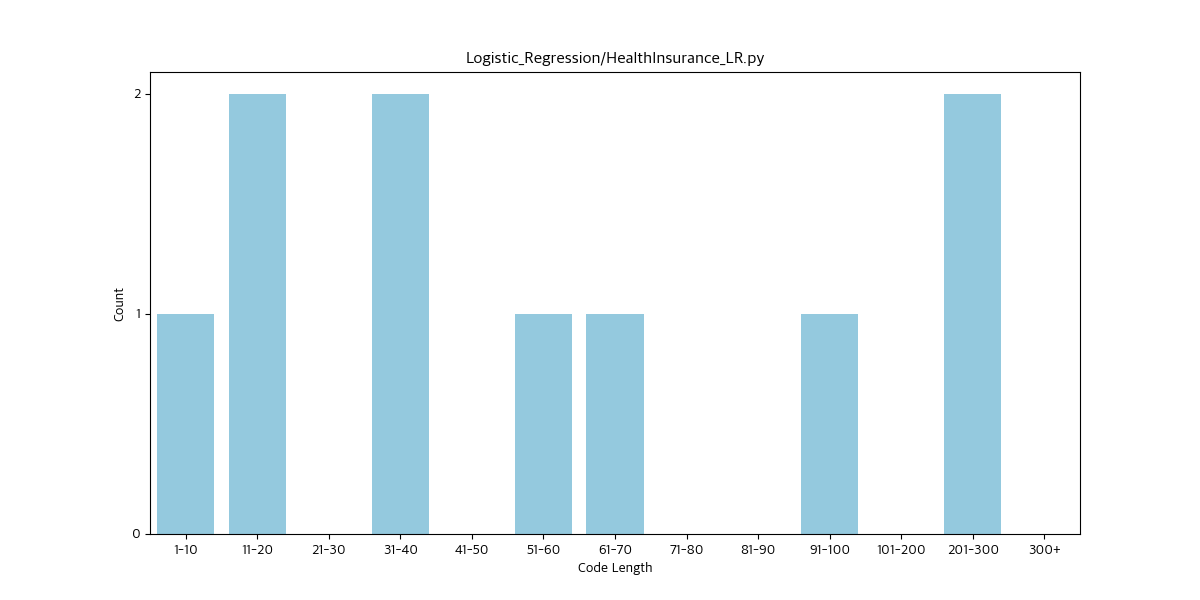 Logistic_Regression/HealthInsurance_LR.py
Count
2
1
0
1-10 11-20 21-30 31-40 41-50 51-60 61-70 71-80 81-90 91-100 101-200 201-300 300+
Code Length